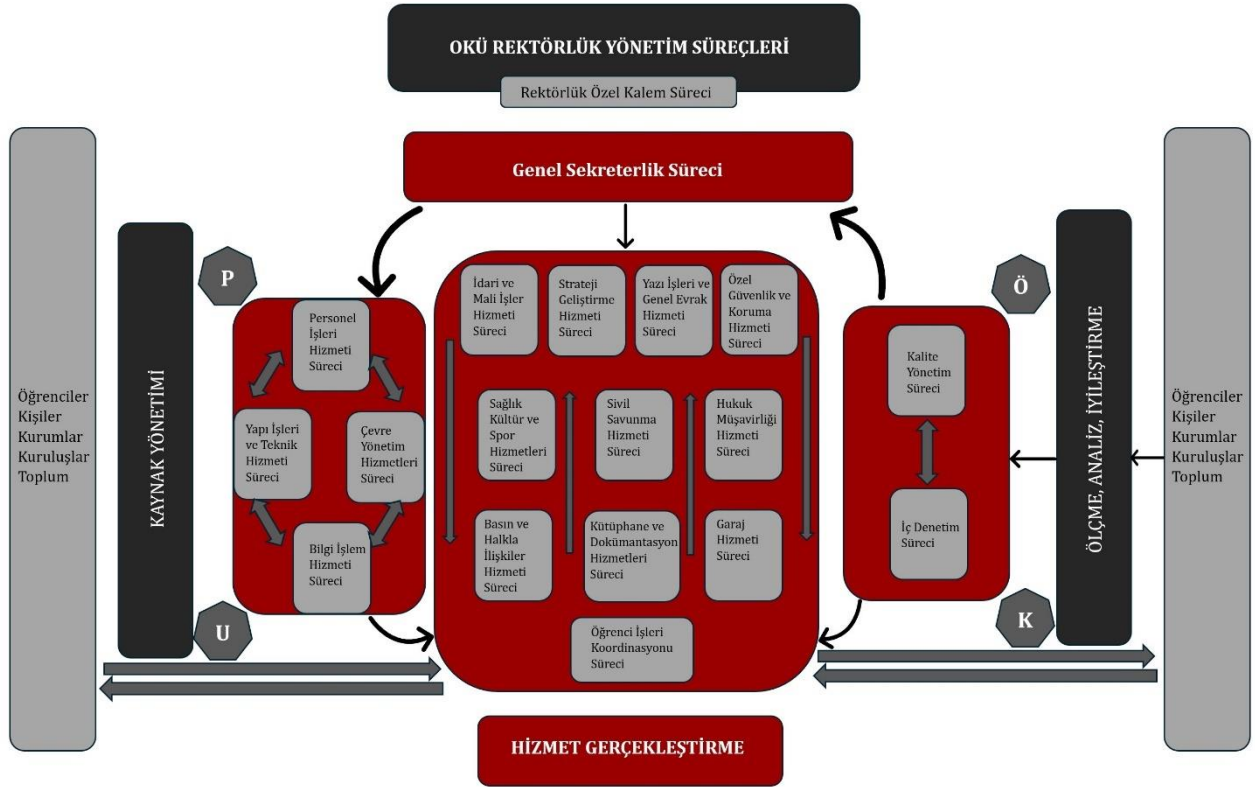 OKÜ REKTÖRLÜK YÖNETİM SÜREÇLERİ
Rektörlük Özel Kalem Süreci
Genel Sekreterlik Süreci
Öğrenciler
Kişiler
Kurumlar
Kuruluşlar
Toplum
KAYNAK YÖNETİMİ
P
U
Personel
İşleri
Hizmeti
Süreci
Yapı İşleri
ve Teknik
Hizmeti
Süreci
Çevre
Yönetim
Hizmetleri
Süreci
Bilgi İşlem
Hizmeti
Süreci
İdari ve
Mali İşler
Hizmeti
Süreci
Strateji
Geliştirme
Hizmeti
Süreci
Yazı İşleri ve
Genel Evrak
Hizmeti
Süreci
Özel
Güvenlik ve
Koruma
Hizmeti
Süreci
Sağlık
Kültür ve
Spor
Hizmetleri
Süreci
Sivil
Savunma
Hizmeti
Süreci
Hukuk
Müşavirliği
Hizmeti
Süreci
Basın ve
Halkla
İlişkiler
Hizmeti
Süreci
Kütüphane ve
Dokümantasyon
Hizmetleri
Süreci
Garaj
Hizmeti
Süreci
Öğrenci İşleri
Koordinasyonu
Süreci
HİZMET GERÇEKLEŞTİRME
Kalite
Yönetim
Süreci
İç Denetim
Süreci
Ö
K
ÖLÇME, ANALİZ, İYİLEŞTİRME
Öğrenciler
Kişiler
Kurumlar
Kuruluşlar
Toplum